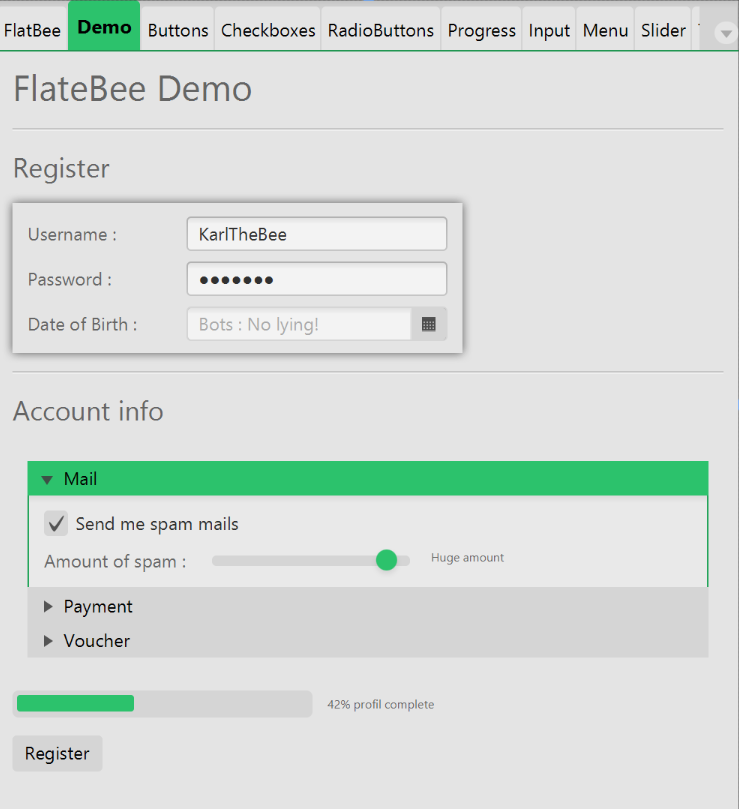 FlatBee Demo Buttons Checkboxes RadioButtons Progress Input Menu Slider
FlateBee Demo
Register
Username : KarlTheBee
Password : ●●●●●●●
Date of Birth : Bots : No lying!
Account info
Mail
Send me spam mails
Amount of spam : Huge amount
Payment
Voucher
42% profil complete
Register